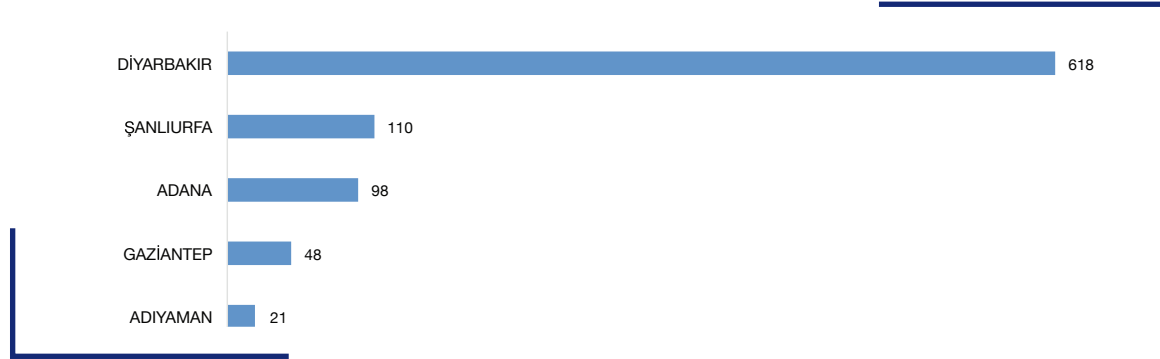 DİYARBAKIR 618
ŞANLIURFA 110
ADANA 98
GAZİANTEP 48
ADIYAMAN 21